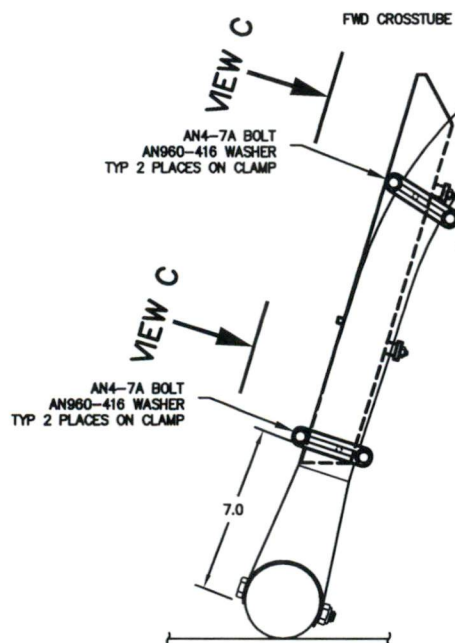 FWD CROSSTUBE
VIEW C
AN4-7A BOLT
AN960-416 WASHER
TYP 2 PLACES ON CLAMP
VIEW C
AN4-7A BOLT
AN960-416 WASHER
TYP 2 PLACES ON CLAMP
7.0